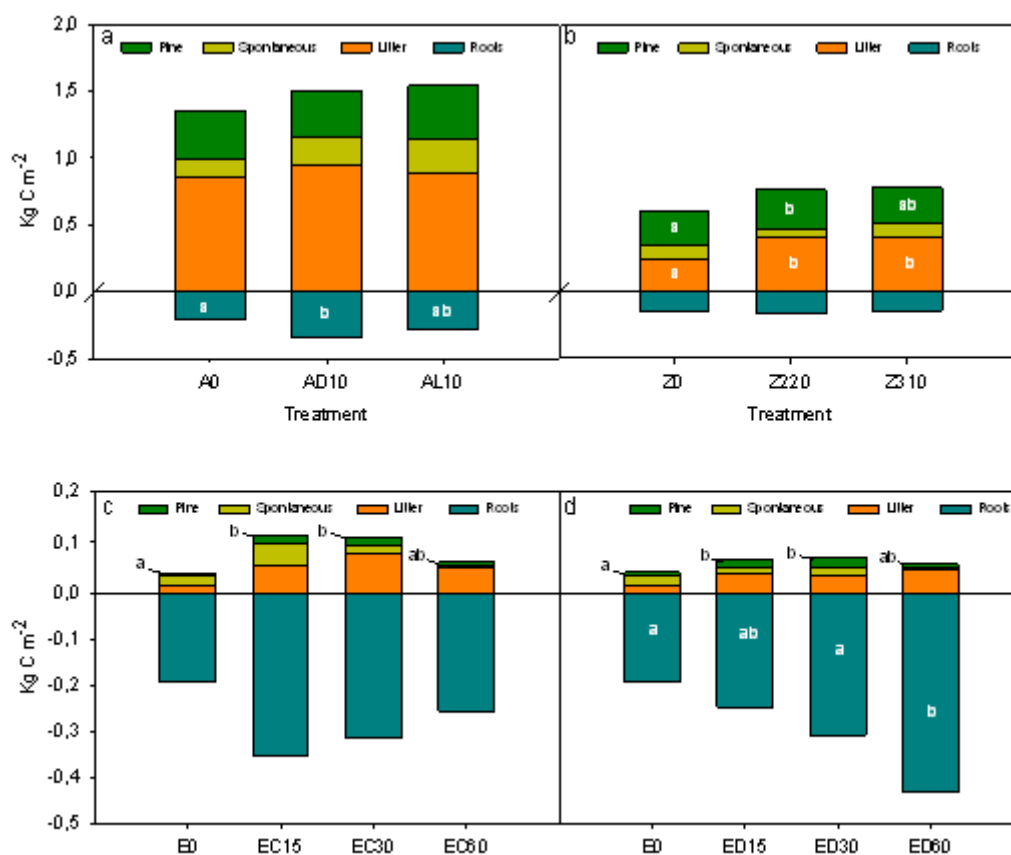 2,0
a
Pine Spontaneous Litter Roots
b
Pine Spontaneous Litter Roots
1,5
1,0
0,5
0,0
-0,5
Kg C m-2
a b ab
a b ab
a b b
A0 AD10 AL10
Treatment
Z0 Z220 Z310
Treatment
0,2
c
Pine Spontaneous Litter Roots
d
Pine Spontaneous Litter Roots
0,1
0,0
-0,1
-0,2
-0,3
-0,4
-0,5
Kg C m-2
a b b ab
a b b ab
a ab a b
E0 EC15 EC30 EC60
E0 ED15 ED30 ED60